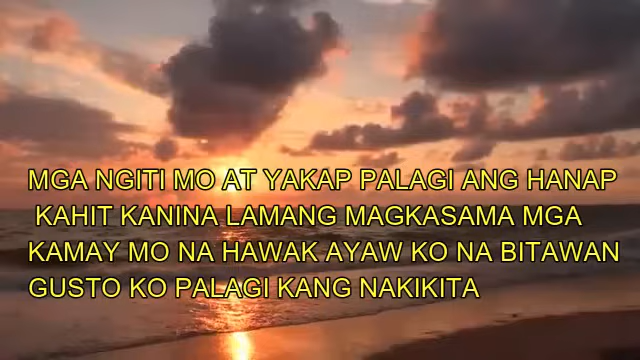 MGA NGITI MO AT YAKAP PALAGI ANG HANAP
KAHIT KANINA LAMANG MAGKASAMA MGA
KAMAY MO NA HAWAK AYAW KO NA BITAWAN
GUSTO KO PALAGI KANG NAKIKITA